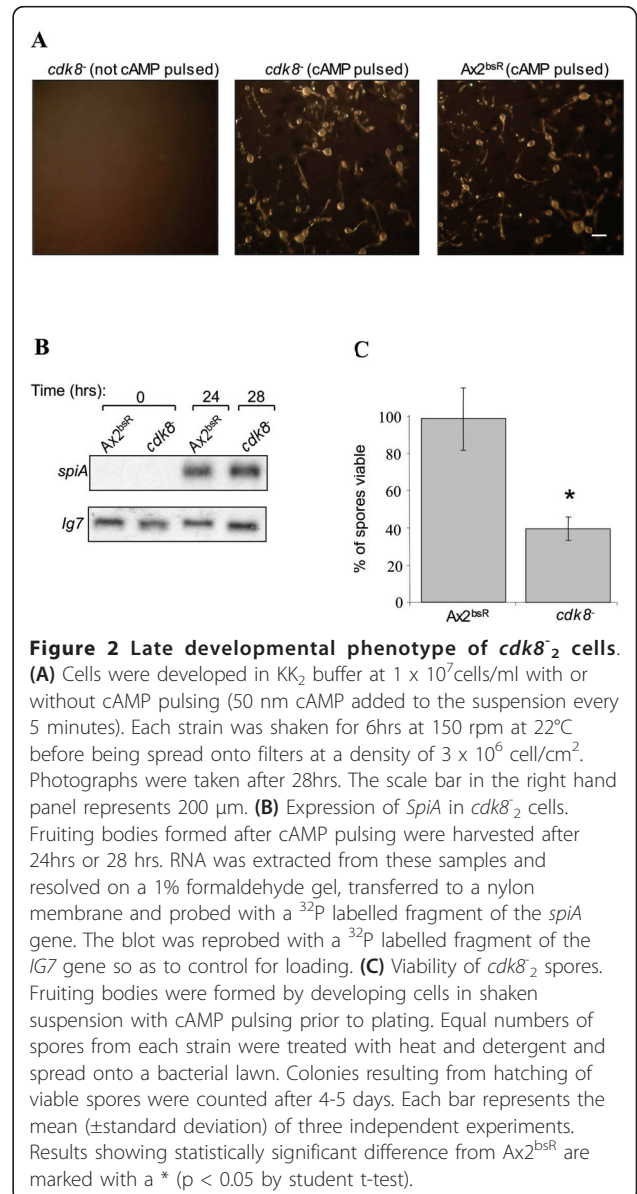 A
cdk8⁻ (not cAMP pulsed)
cdk8⁻ (cAMP pulsed)
Ax2ᵇˢᴿ (cAMP pulsed)
B
Time (hrs):
0
24
28
Ax2ᵇˢᴿ
cdk8⁻
Ax2ᵇˢᴿ
cdk8⁻
spiA
Ig7
C
% of spores viable
100
80
60
40
20
0
*
Ax2ᵇˢᴿ
cdk8⁻
Figure 2 Late developmental phenotype of cdk8⁻₂ cells.
(A) Cells were developed in KK₂ buffer at 1 x 10⁷cells/ml with or
without cAMP pulsing (50 nm cAMP added to the suspension every
5 minutes). Each strain was shaken for 6hrs at 150 rpm at 22°C
before being spread onto filters at a density of 3 x 10⁶ cell/cm².
Photographs were taken after 28hrs. The scale bar in the right hand
panel represents 200 μm. (B) Expression of SpiA in cdk8⁻₂ cells.
Fruiting bodies formed after cAMP pulsing were harvested after
24hrs or 28 hrs. RNA was extracted from these samples and
resolved on a 1% formaldehyde gel, transferred to a nylon
membrane and probed with a ³²P labelled fragment of the spiA
gene. The blot was reprobed with a ³²P labelled fragment of the
IG7 gene so as to control for loading. (C) Viability of cdk8⁻₂ spores.
Fruiting bodies were formed by developing cells in shaken
suspension with cAMP pulsing prior to plating. Equal numbers of
spores from each strain were treated with heat and detergent and
spread onto a bacterial lawn. Colonies resulting from hatching of
viable spores were counted after 4-5 days. Each bar represents the
mean (±standard deviation) of three independent experiments.
Results showing statistically significant difference from Ax2ᵇˢᴿ are
marked with a * (p < 0.05 by student t-test).